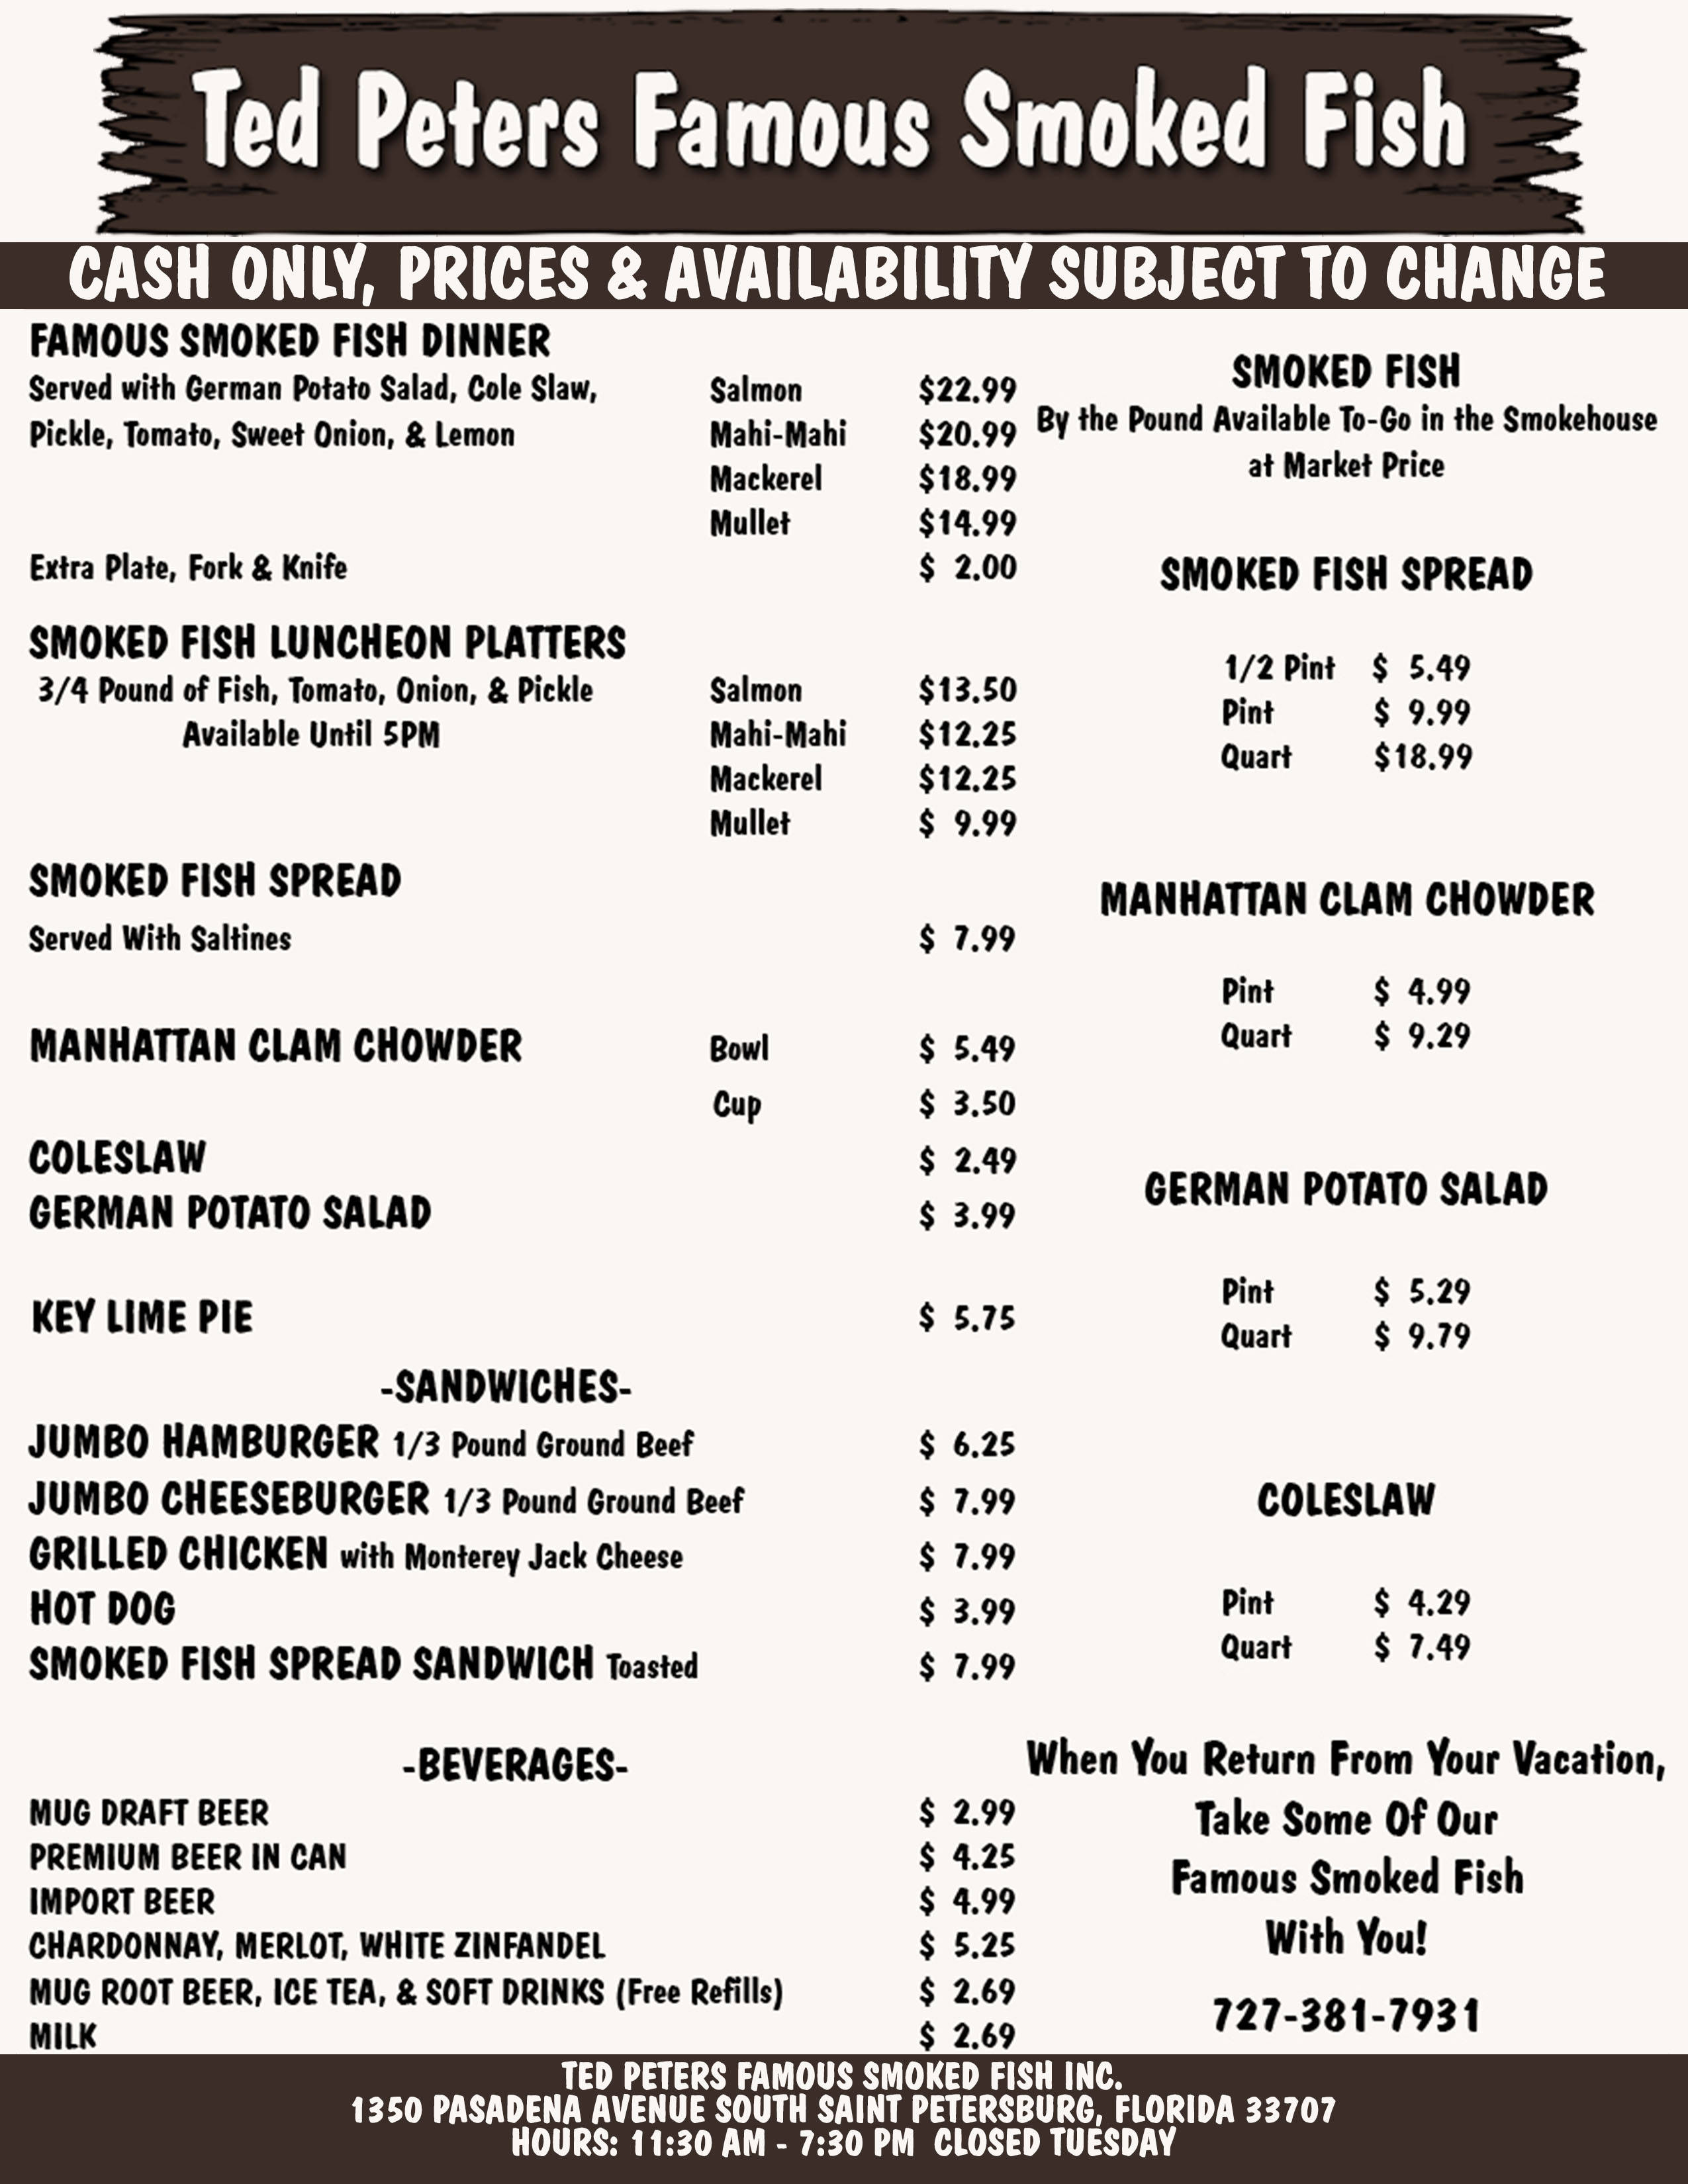 Ted Peters Famous Smoked Fish
CASH ONLY, PRICES & AVAILABILITY SUBJECT TO CHANGE
FAMOUS SMOKED FISH DINNER
Served with German Potato Salad, Cole Slaw, Salmon $22.99
Pickle, Tomato, Sweet Onion, & Lemon Mahi-Mahi $20.99
Mackerel $18.99
Mullet $14.99
Extra Plate, Fork & Knife $ 2.00
SMOKED FISH LUNCHEON PLATTERS
3/4 Pound of Fish, Tomato, Onion, & Pickle Salmon $13.50
Available Until 5PM Mahi-Mahi $12.25
Mackerel $12.25
Mullet $ 9.99
SMOKED FISH SPREAD
Served With Saltines $ 7.99
MANHATTAN CLAM CHOWDER Bowl $ 5.49
Cup $ 3.50
COLESLAW $ 2.49
GERMAN POTATO SALAD $ 3.99
KEY LIME PIE $ 5.75
-SANDWICHES-
JUMBO HAMBURGER 1/3 Pound Ground Beef $ 6.25
JUMBO CHEESEBURGER 1/3 Pound Ground Beef $ 7.99
GRILLED CHICKEN with Monterey Jack Cheese $ 7.99
HOT DOG $ 3.99
SMOKED FISH SPREAD SANDWICH Toasted $ 7.99
-BEVERAGES-
MUG DRAFT BEER $ 2.99
PREMIUM BEER IN CAN $ 4.25
IMPORT BEER $ 4.99
CHARDONNAY, MERLOT, WHITE ZINFANDEL $ 5.25
MUG ROOT BEER, ICE TEA, & SOFT DRINKS (Free Refills) $ 2.69
MILK $ 2.69
SMOKED FISH
By the Pound Available To-Go in the Smokehouse
at Market Price
SMOKED FISH SPREAD
1/2 Pint $ 5.49
Pint $ 9.99
Quart $18.99
MANHATTAN CLAM CHOWDER
Pint $ 4.99
Quart $ 9.29
GERMAN POTATO SALAD
Pint $ 5.29
Quart $ 9.79
COLESLAW
Pint $ 4.29
Quart $ 7.49
When You Return From Your Vacation,
Take Some Of Our
Famous Smoked Fish
With You!
727-381-7931
TED PETERS FAMOUS SMOKED FISH INC.
1350 PASADENA AVENUE SOUTH SAINT PETERSBURG, FLORIDA 33707
HOURS: 11:30 AM - 7:30 PM CLOSED TUESDAY